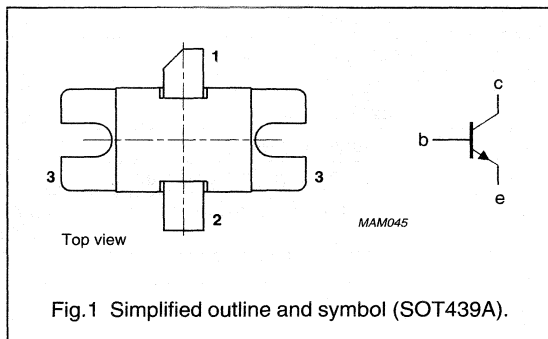 1
c
b
3
3
e
2
MAM045
Top view
Fig.1 Simplified outline and symbol (SOT439A).